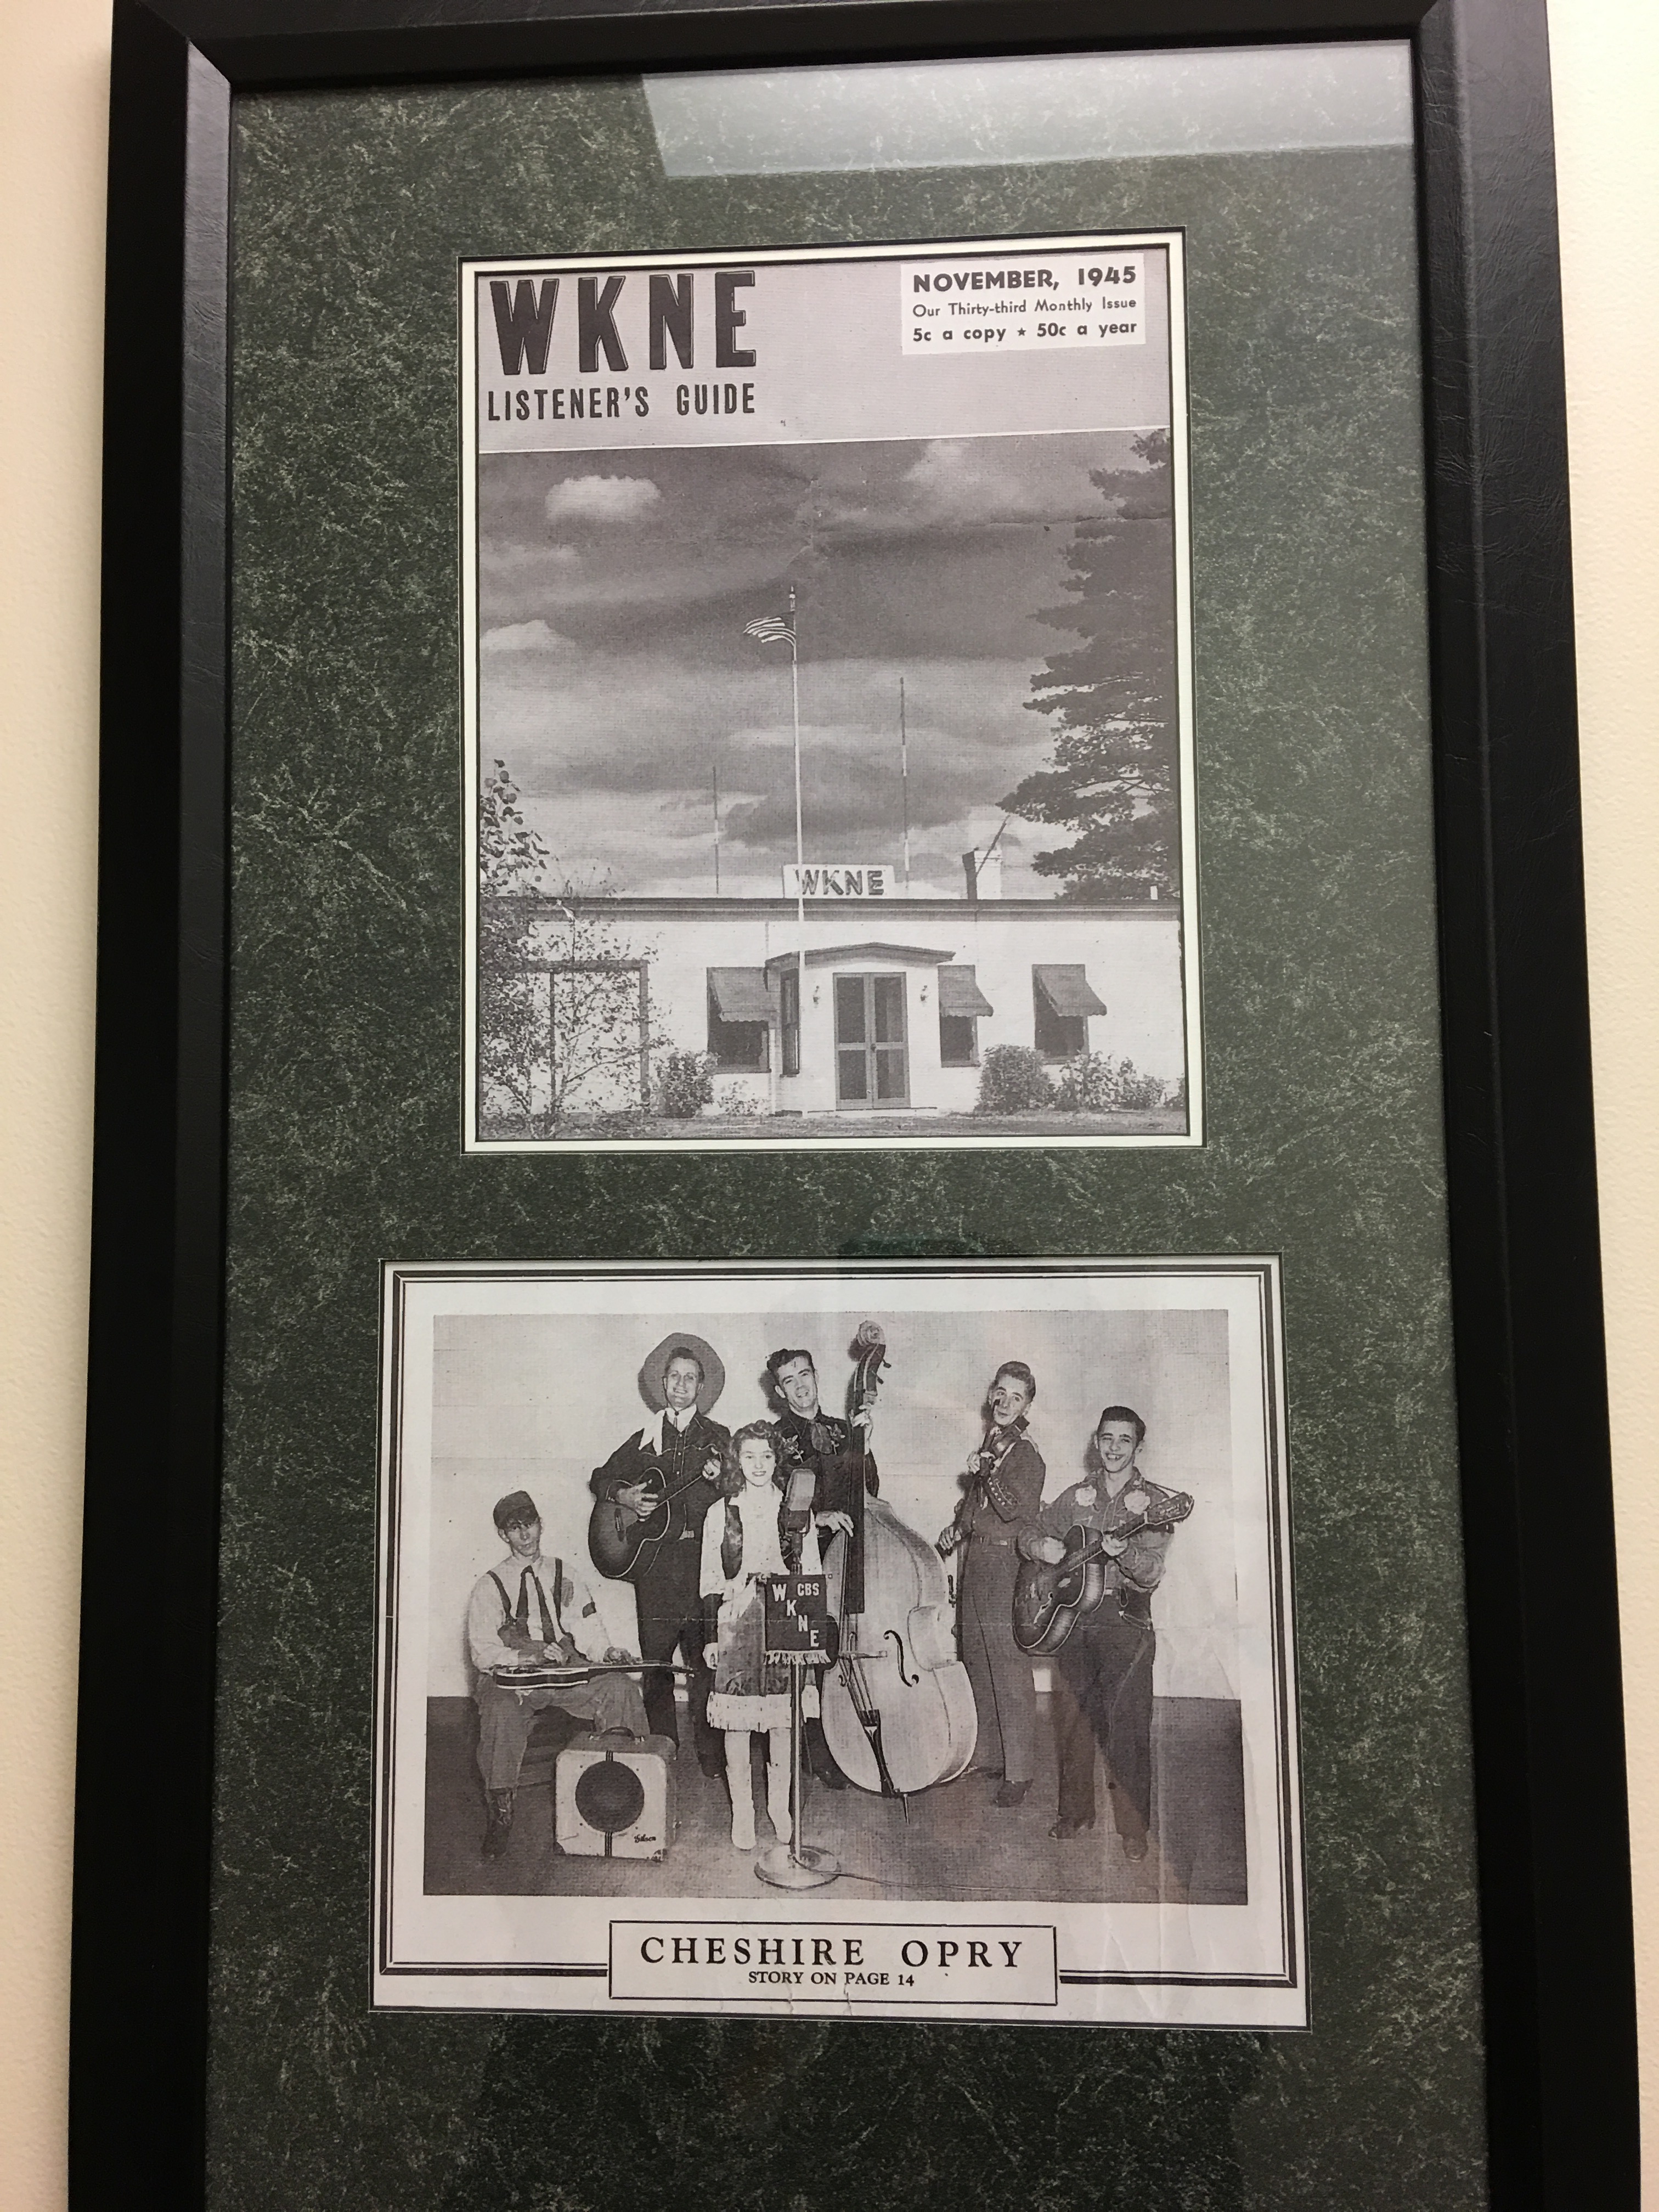 WKNE
LISTENER'S GUIDE
NOVEMBER, 1945
Our Thirty-third Monthly Issue
5c a copy ★ 50c a year
WKNE
W CBS
K
N
E
Gibson
CHESHIRE OPRY
STORY ON PAGE 14